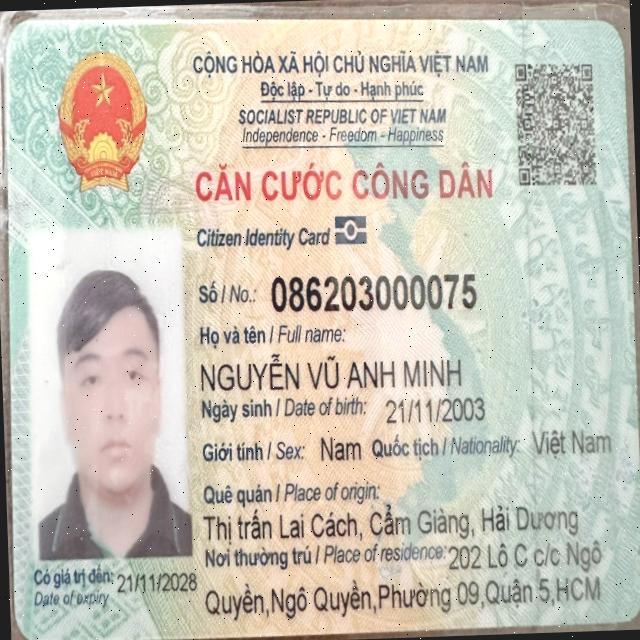 CỘNG HÒA XÃ HỘI CHỦ NGHĨA VIỆT NAM
Độc lập - Tự do - Hạnh phúc
SOCIALIST REPUBLIC OF VIET NAM
Independence - Freedom - Happiness
VIỆT NAM
CĂN CƯỚC CÔNG DÂN
Citizen Identity Card
Số / No.: 086203000075
Họ và tên / Full name:
NGUYỄN VŨ ANH MINH
Ngày sinh / Date of birth: 21/11/2003
Giới tính / Sex: Nam Quốc tịch / Nationality: Việt Nam
Quê quán / Place of origin:
Thị trấn Lai Cách, Cẩm Giàng, Hải Dương
Nơi thường trú / Place of residence: 202 Lô C c/c Ngô
Quyền,Ngô Quyền,Phường 09,Quận 5,HCM
Có giá trị đến: 21/11/2028
Date of expiry